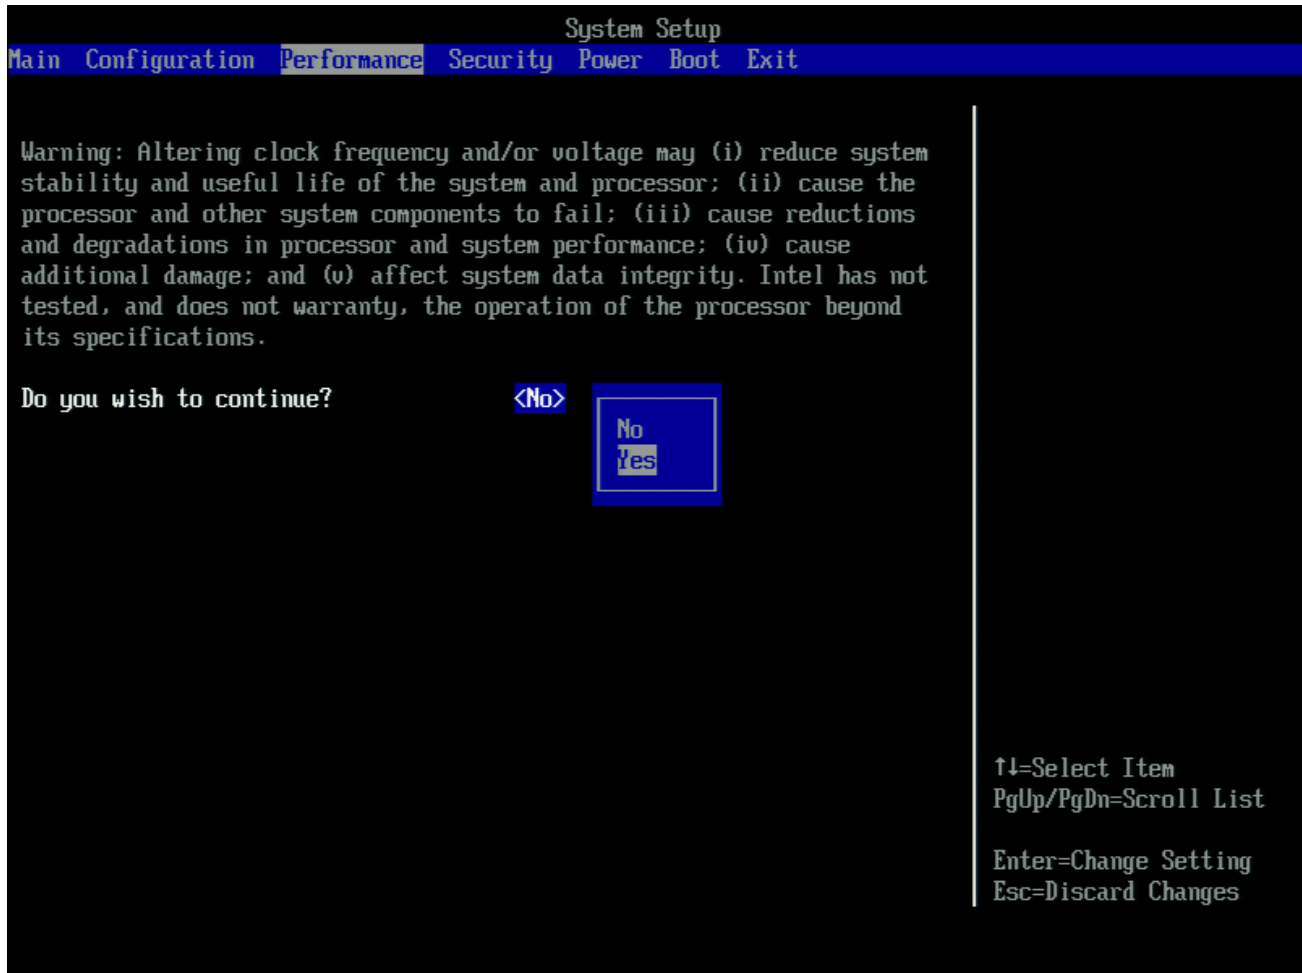 System Setup
Main Configuration Performance Security Power Boot Exit
Warning: Altering clock frequency and/or voltage may (i) reduce system
stability and useful life of the system and processor; (ii) cause the
processor and other system components to fail; (iii) cause reductions
and degradations in processor and system performance; (iv) cause
additional damage; and (v) affect system data integrity. Intel has not
tested, and does not warranty, the operation of the processor beyond
its specifications.
Do you wish to continue? <No>
No
Yes
↑↓=Select Item
PgUp/PgDn=Scroll List
Enter=Change Setting
Esc=Discard Changes